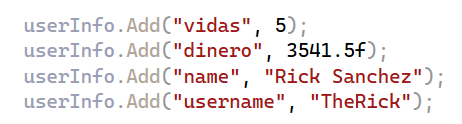 userInfo.Add("vidas", 5);
userInfo.Add("dinero", 3541.5f);
userInfo.Add("name", "Rick Sanchez");
userInfo.Add("username", "TheRick");